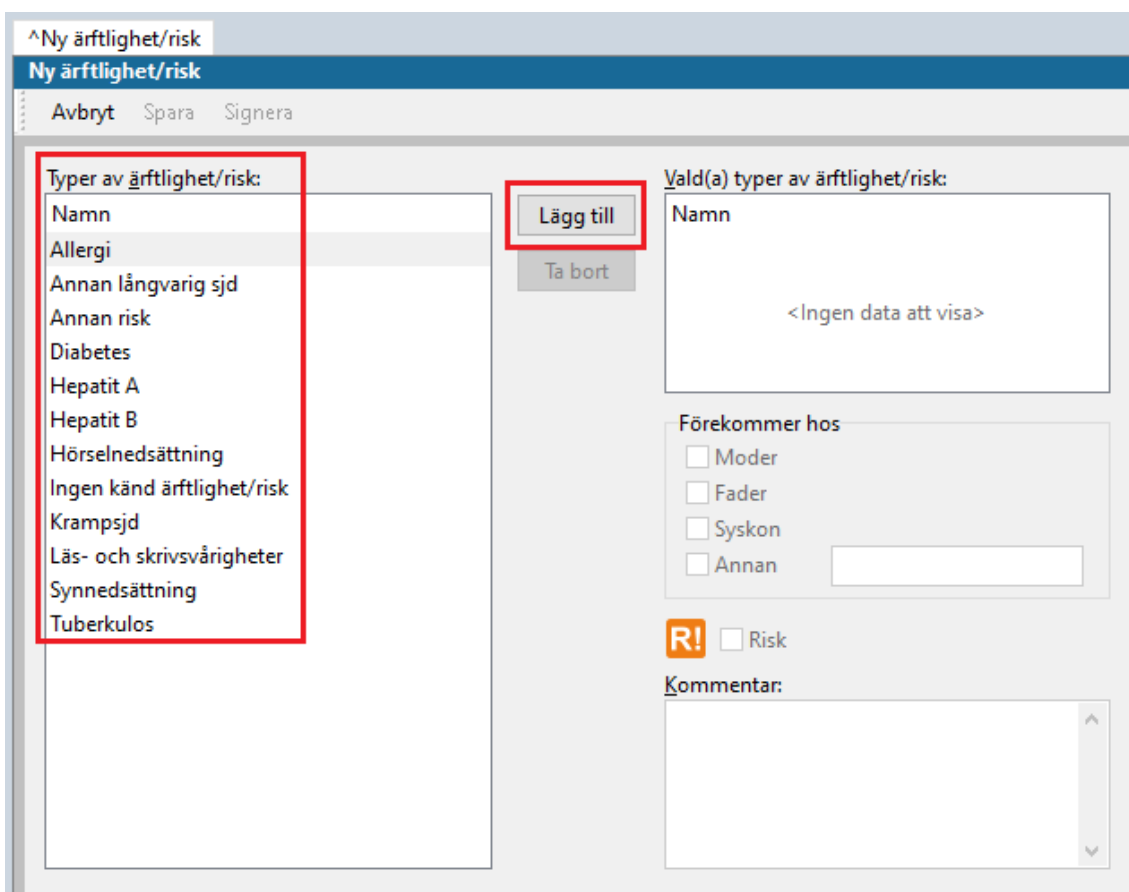 ^Ny ärftlighet/risk
Ny ärftlighet/risk
Avbryt Spara Signera
Typer av ärftlighet/risk:
Namn
Allergi
Annan långvarig sjd
Annan risk
Diabetes
Hepatit A
Hepatit B
Hörselnedsättning
Ingen känd ärftlighet/risk
Krampsjd
Läs- och skrivsvårigheter
Synnedsättning
Tuberkulos
Lägg till
Ta bort
Vald(a) typer av ärftlighet/risk:
Namn
<Ingen data att visa>
Förekommer hos
Moder
Fader
Syskon
Annan
R! Risk
Kommentar: